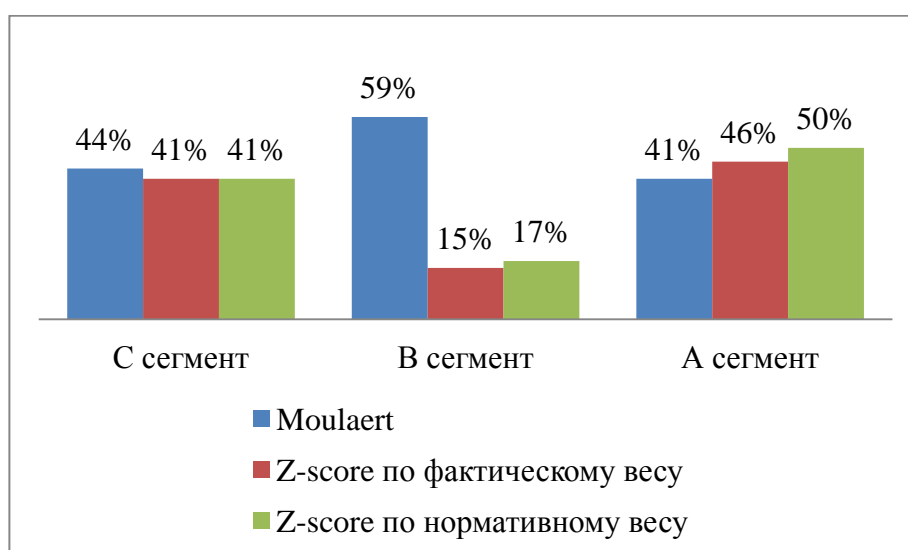 59%
50%
46%
44%
41%
41%
41%
15%
17%
С сегмент
В сегмент
А сегмент
Moulaert
Z-score по фактическому весу
Z-score по нормативному весу